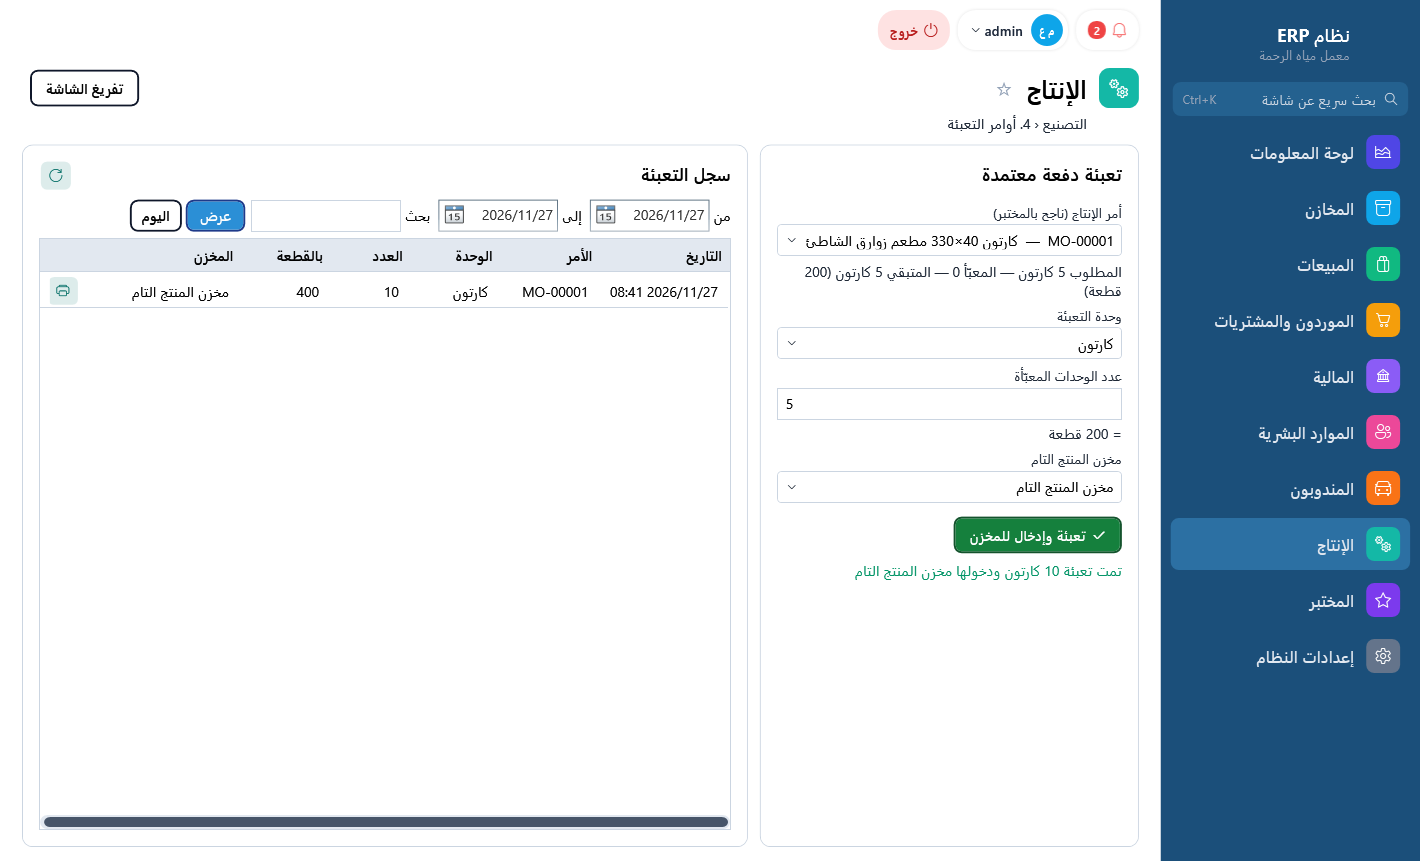 نظام ERP
معمل مياه الرحمة
بحث سريع عن شاشة
Ctrl+K
لوحة المعلومات
المخازن
المبيعات
الموردون والمشتريات
المالية
الموارد البشرية
المندوبون
الإنتاج
المختبر
إعدادات النظام
2
م ع
admin
خروج
الإنتاج
التصنيع › 4. أوامر التعبئة
تفريغ الشاشة
تعبئة دفعة معتمدة
أمر الإنتاج (ناجح بالمختبر)
MO-00001 — كارتون 40×330 مطعم زوارق الشاطئ
المطلوب 5 كارتون — المعبّأ 0 — المتبقي 5 كارتون (200
قطعة)
وحدة التعبئة
كارتون
عدد الوحدات المعبّأة
5
= 200 قطعة
مخزن المنتج التام
مخزن المنتج التام
تعبئة وإدخال للمخزن
تمت تعبئة 10 كارتون ودخولها مخزن المنتج التام
سجل التعبئة
من 2026/11/27 15 إلى 2026/11/27 15 بحث عرض اليوم
التاريخ الأمر الوحدة العدد بالقطعة المخزن
2026/11/27 08:41 MO-00001 كارتون 10 400 مخزن المنتج التام